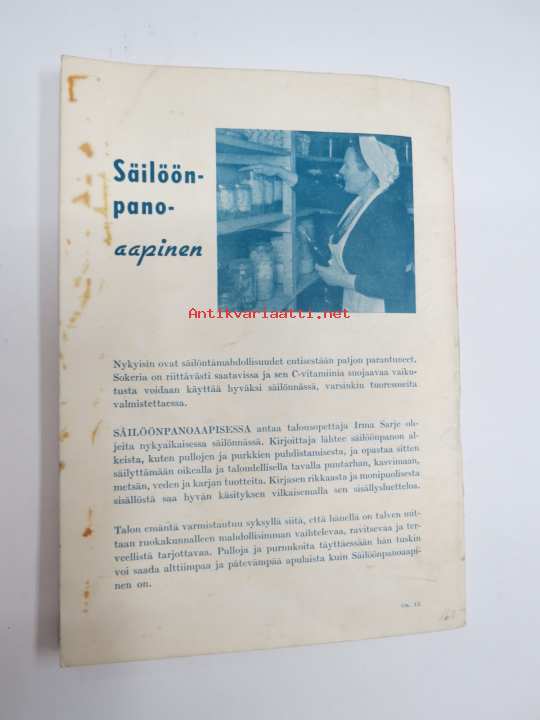 Säilöön-
pano-
aapinen
Antikvariaatti.net
Nykyisin ovat säilöntämahdollisuudet entisestään paljon parantuneet.
Sokeria on riittävästi saatavissa ja sen C-vitamiinia suojaavaa vaiku-
tusta voidaan käyttää hyväksi säilönnässä, varsinkin tuoresoseita
valmistettaessa.
SÄILÖÖNPANOAAPISESSA antaa talousopettaja Irma Sarje oh-
jeita nykyaikaisessa säilönnässä. Kirjoittaja lähtee säilöönpanon al-
keista, kuten pullojen ja purkkien puhdistamisesta, ja opastaa sitten
säilyttämään oikealla ja taloudellisella tavalla puutarhan, kasvimaan,
metsän, veden ja karjan tuotteita. Kirjasen rikkaasta ja monipuolisesta
sisällöstä saa hyvän käsityksen vilkaisemalla sen sisällysluetteloa.
Talon emäntä varmistautuu syksyllä siitä, että hänellä on talven mit-
taan ruokakunnalleen mahdollisimman vaihtelevaa, ravitsevaa ja ter-
veellistä tarjottavaa. Pulloja ja purnukoita täyttäessään hän tuskin
voi saada alttiimpaa ja pätevämpää apulaista kuin Säilöönpanoaapi-
nen on.